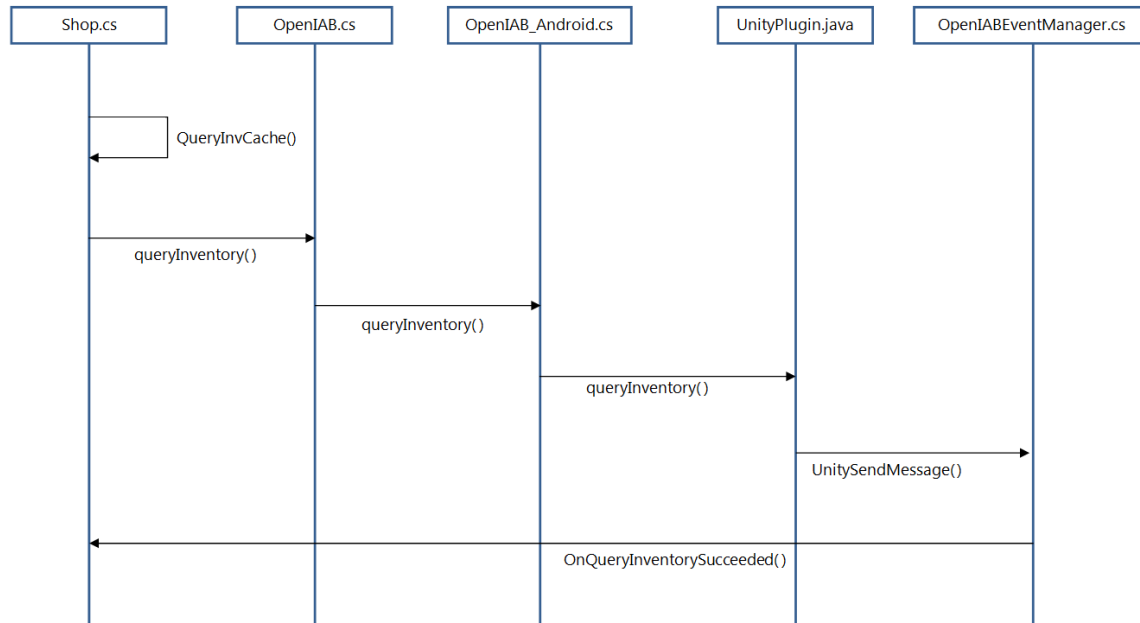 Shop.cs
OpenIAB.cs
OpenIAB_Android.cs
UnityPlugin.java
OpenIABEventManager.cs
QueryInvCache()
queryInventory()
queryInventory()
queryInventory()
UnitySendMessage()
OnQueryInventorySucceeded()